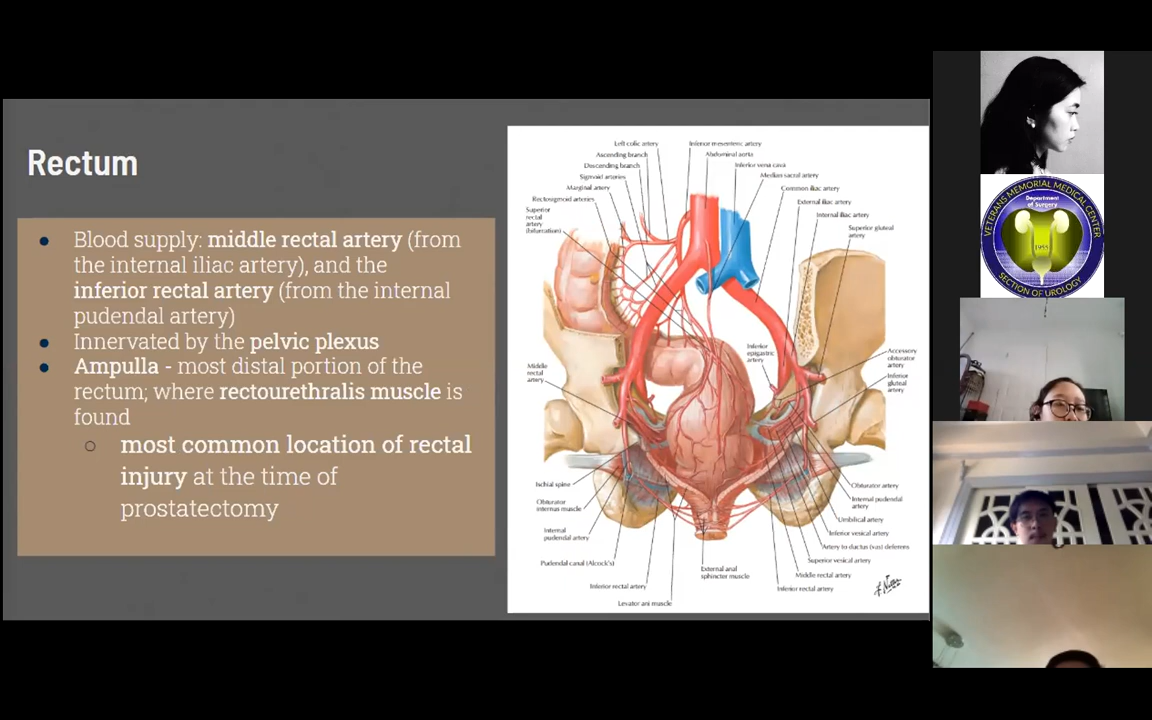 Rectum
Blood supply: middle rectal artery (from
the internal iliac artery), and the
inferior rectal artery (from the internal
pudendal artery)
Innervated by the pelvic plexus
Ampulla - most distal portion of the
rectum; where rectourethralis muscle is
found
most common location of rectal
injury at the time of
prostatectomy
Left colic artery
Ascending branch
Descending branch
Sigmoid arteries
Marginal artery
Rectosigmoid arteries
Superior
rectal
artery
(bifurcation)
Inferior mesenteric artery
Abdominal aorta
Inferior vena cava
Median sacral artery
Common iliac artery
External iliac artery
Internal iliac artery
Superior gluteal
artery
Middle
rectal
artery
Inferior
epigastric
artery
Accessory
obturator
artery
Inferior
gluteal
artery
Ischial spine
Obturator
internus muscle
Internal
pudendal artery
Pudendal canal (Alcock's)
Inferior rectal artery
Levator ani muscle
External anal
sphincter muscle
Obturator artery
Internal pudendal
artery
Umbilical artery
Inferior vesical artery
Artery to ductus (vas) deferens
Superior vesical artery
Middle rectal artery
Inferior rectal artery
VETERANS MEMORIAL MEDICAL CENTER
Department
of Surgery
1955
SECTION OF UROLOGY